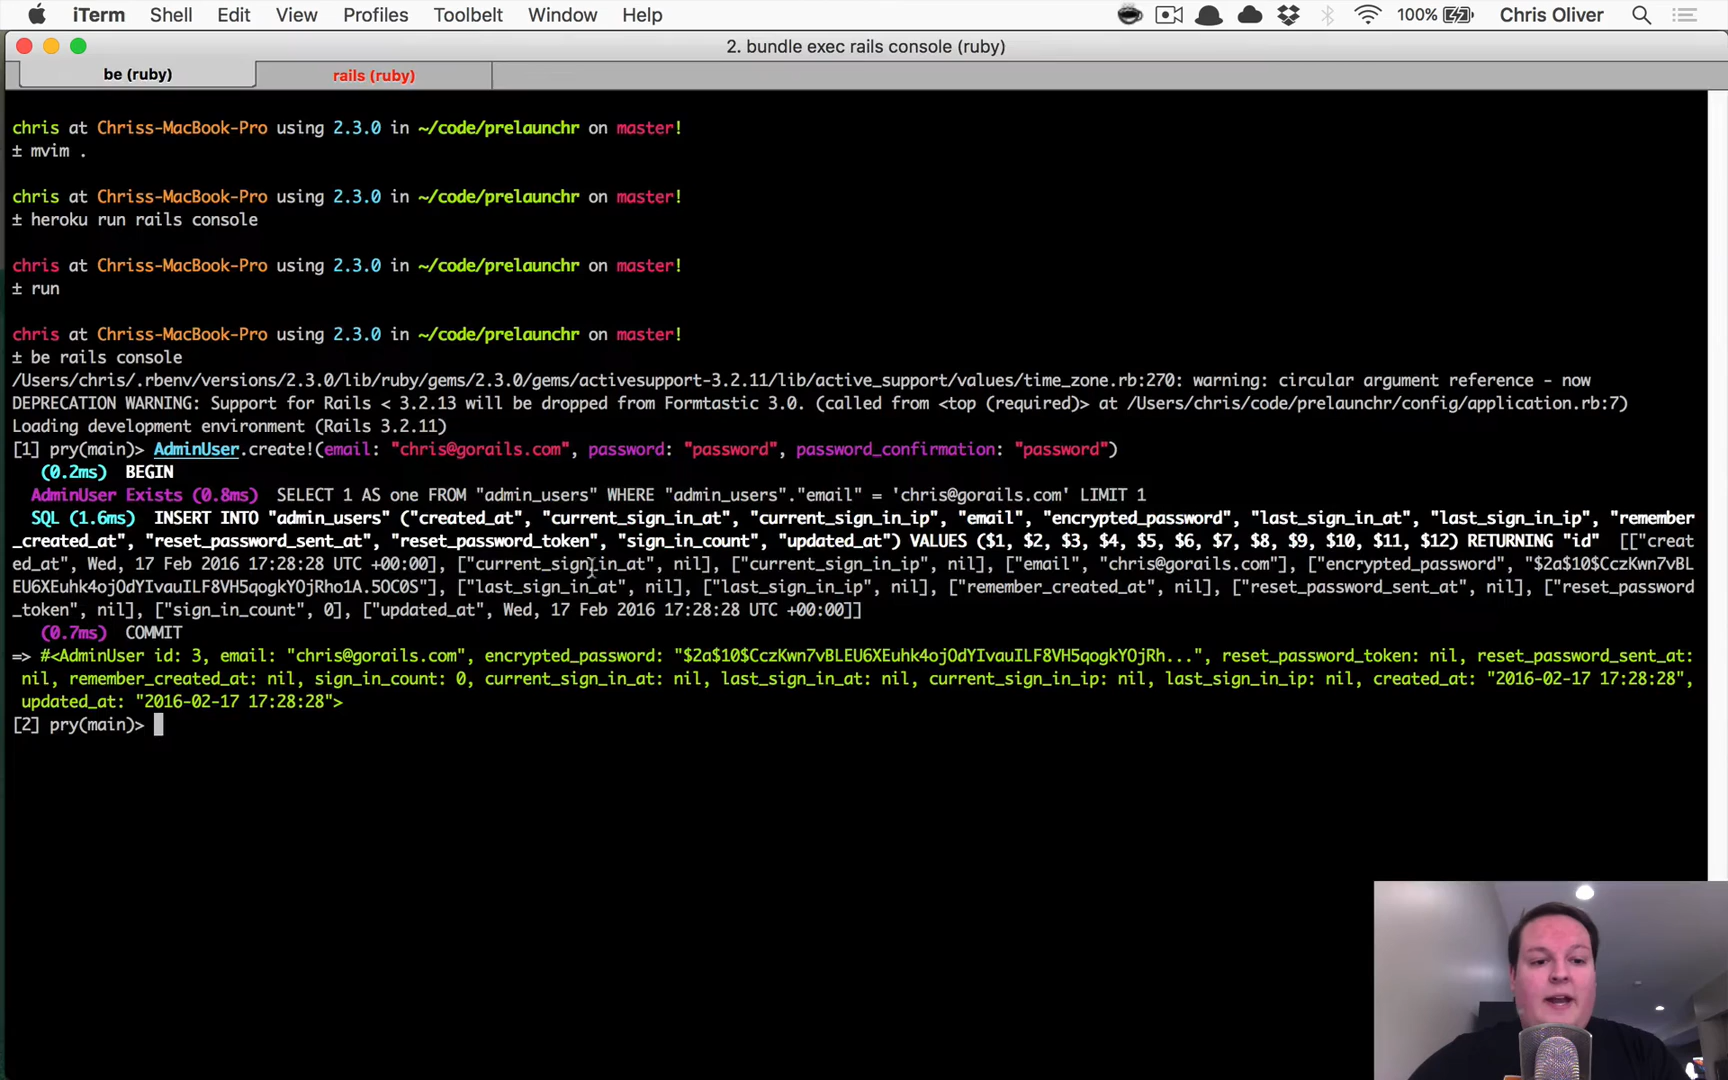 iTerm Shell Edit View Profiles Toolbelt Window Help 100% Chris Oliver
2. bundle exec rails console (ruby)
be (ruby) rails (ruby)
chris at Chriss-MacBook-Pro using 2.3.0 in ~/code/prelaunchr on master!
± mvim .
chris at Chriss-MacBook-Pro using 2.3.0 in ~/code/prelaunchr on master!
± heroku run rails console
chris at Chriss-MacBook-Pro using 2.3.0 in ~/code/prelaunchr on master!
± run
chris at Chriss-MacBook-Pro using 2.3.0 in ~/code/prelaunchr on master!
± be rails console
/Users/chris/.rbenv/versions/2.3.0/lib/ruby/gems/2.3.0/gems/activesupport-3.2.11/lib/active_support/values/time_zone.rb:270: warning: circular argument reference - now
DEPRECATION WARNING: Support for Rails < 3.2.13 will be dropped from Formtastic 3.0. (called from <top (required)> at /Users/chris/code/prelaunchr/config/application.rb:7)
Loading development environment (Rails 3.2.11)
[1] pry(main)> AdminUser.create!(email: "chris@gorails.com", password: "password", password_confirmation: "password")
(0.2ms) BEGIN
AdminUser Exists (0.8ms) SELECT 1 AS one FROM "admin_users" WHERE "admin_users"."email" = 'chris@gorails.com' LIMIT 1
SQL (1.6ms) INSERT INTO "admin_users" ("created_at", "current_sign_in_at", "current_sign_in_ip", "email", "encrypted_password", "last_sign_in_at", "last_sign_in_ip", "remember
_created_at", "reset_password_sent_at", "reset_password_token", "sign_in_count", "updated_at") VALUES ($1, $2, $3, $4, $5, $6, $7, $8, $9, $10, $11, $12) RETURNING "id" [["creat
ed_at", Wed, 17 Feb 2016 17:28:28 UTC +00:00], ["current_sign_in_at", nil], ["current_sign_in_ip", nil], ["email", "chris@gorails.com"], ["encrypted_password", "$2a$10$CczKwn7vBL
EU6XEuhk4ojOdYIvauILF8VH5qogkYOjRho1A.5OC0S"], ["last_sign_in_at", nil], ["last_sign_in_ip", nil], ["remember_created_at", nil], ["reset_password_sent_at", nil], ["reset_password
_token", nil], ["sign_in_count", 0], ["updated_at", Wed, 17 Feb 2016 17:28:28 UTC +00:00]]
(0.7ms) COMMIT
=> #<AdminUser id: 3, email: "chris@gorails.com", encrypted_password: "$2a$10$CczKwn7vBLEU6XEuhk4ojOdYIvauILF8VH5qogkYOjRh...", reset_password_token: nil, reset_password_sent_at:
nil, remember_created_at: nil, sign_in_count: 0, current_sign_in_at: nil, last_sign_in_at: nil, current_sign_in_ip: nil, last_sign_in_ip: nil, created_at: "2016-02-17 17:28:28",
updated_at: "2016-02-17 17:28:28">
[2] pry(main)>